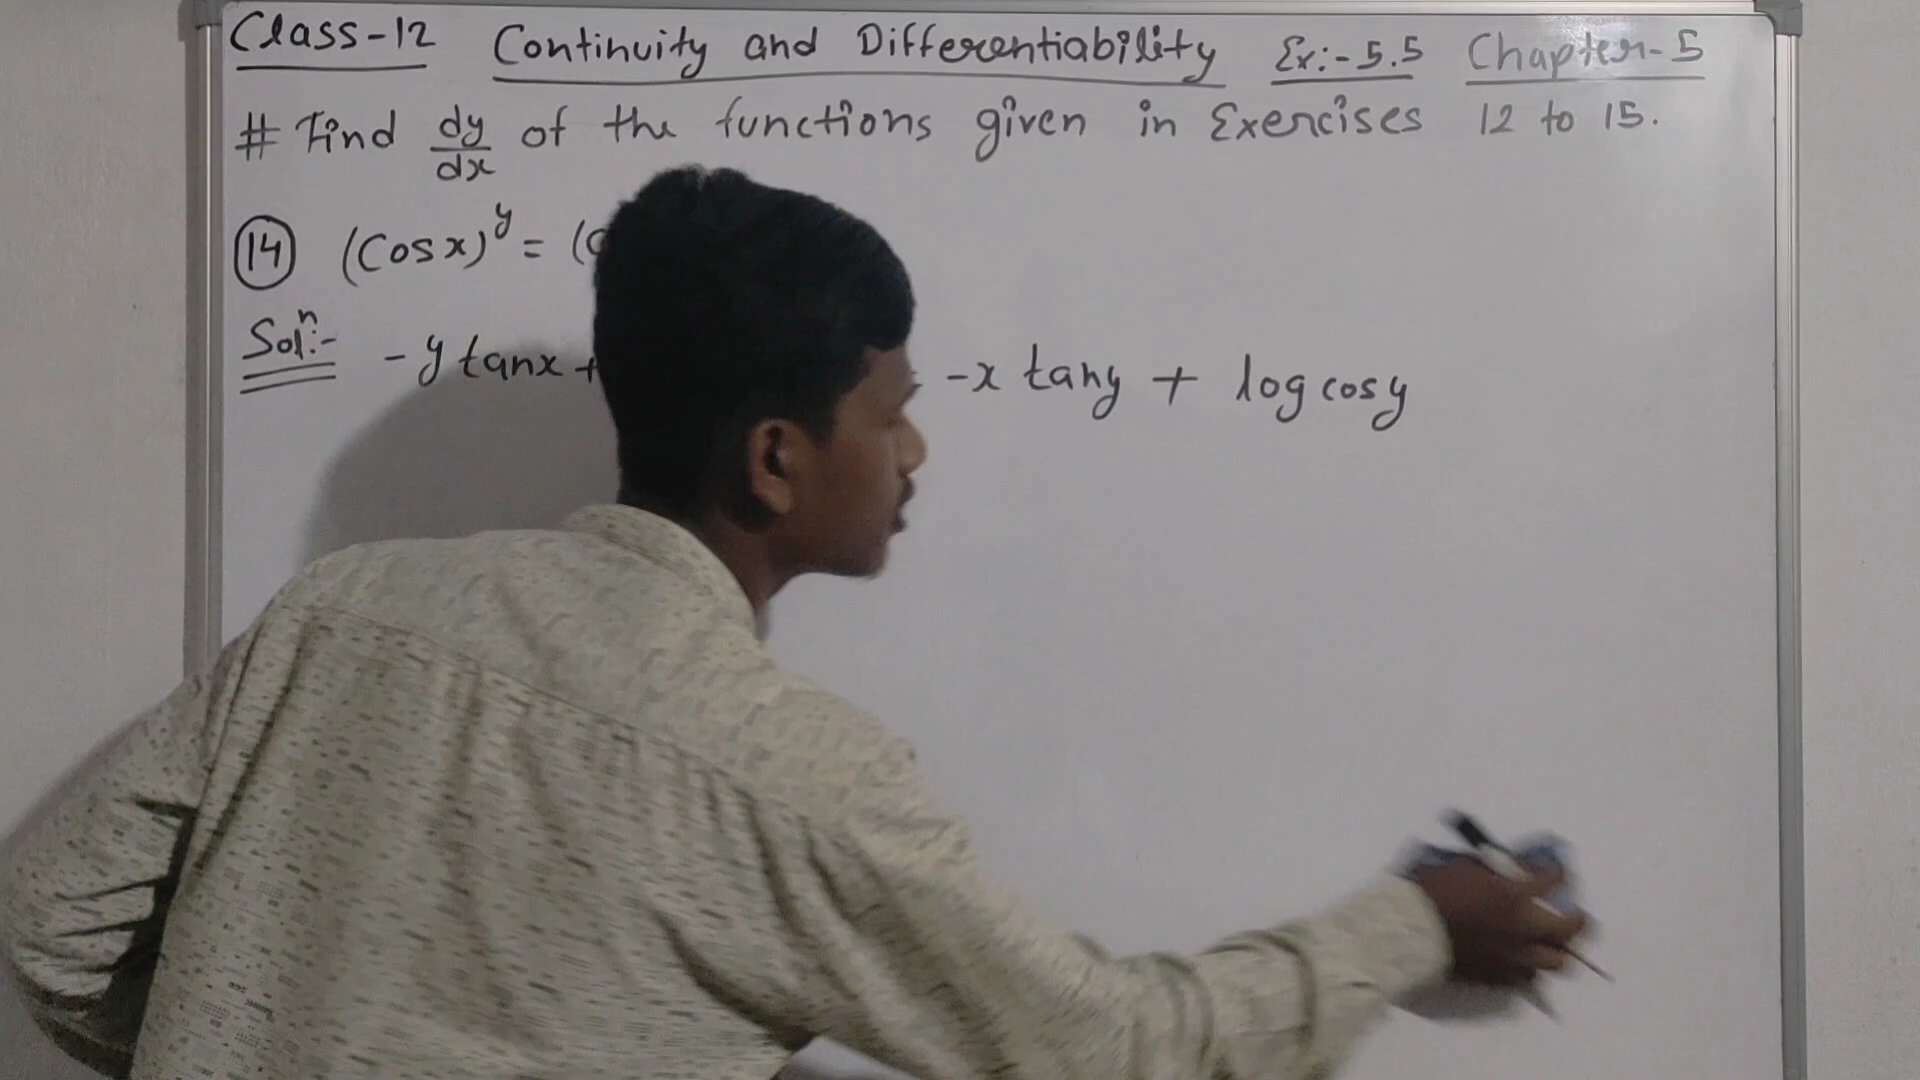 Class-12 Continuity and Differentiability Ex:-5.5 Chapter-5
# Find dy/dx of the functions given in Exercises 12 to 15.
14 (Cosx)^y = (
Solⁿ:- -y tanx + -x tany + log cosy